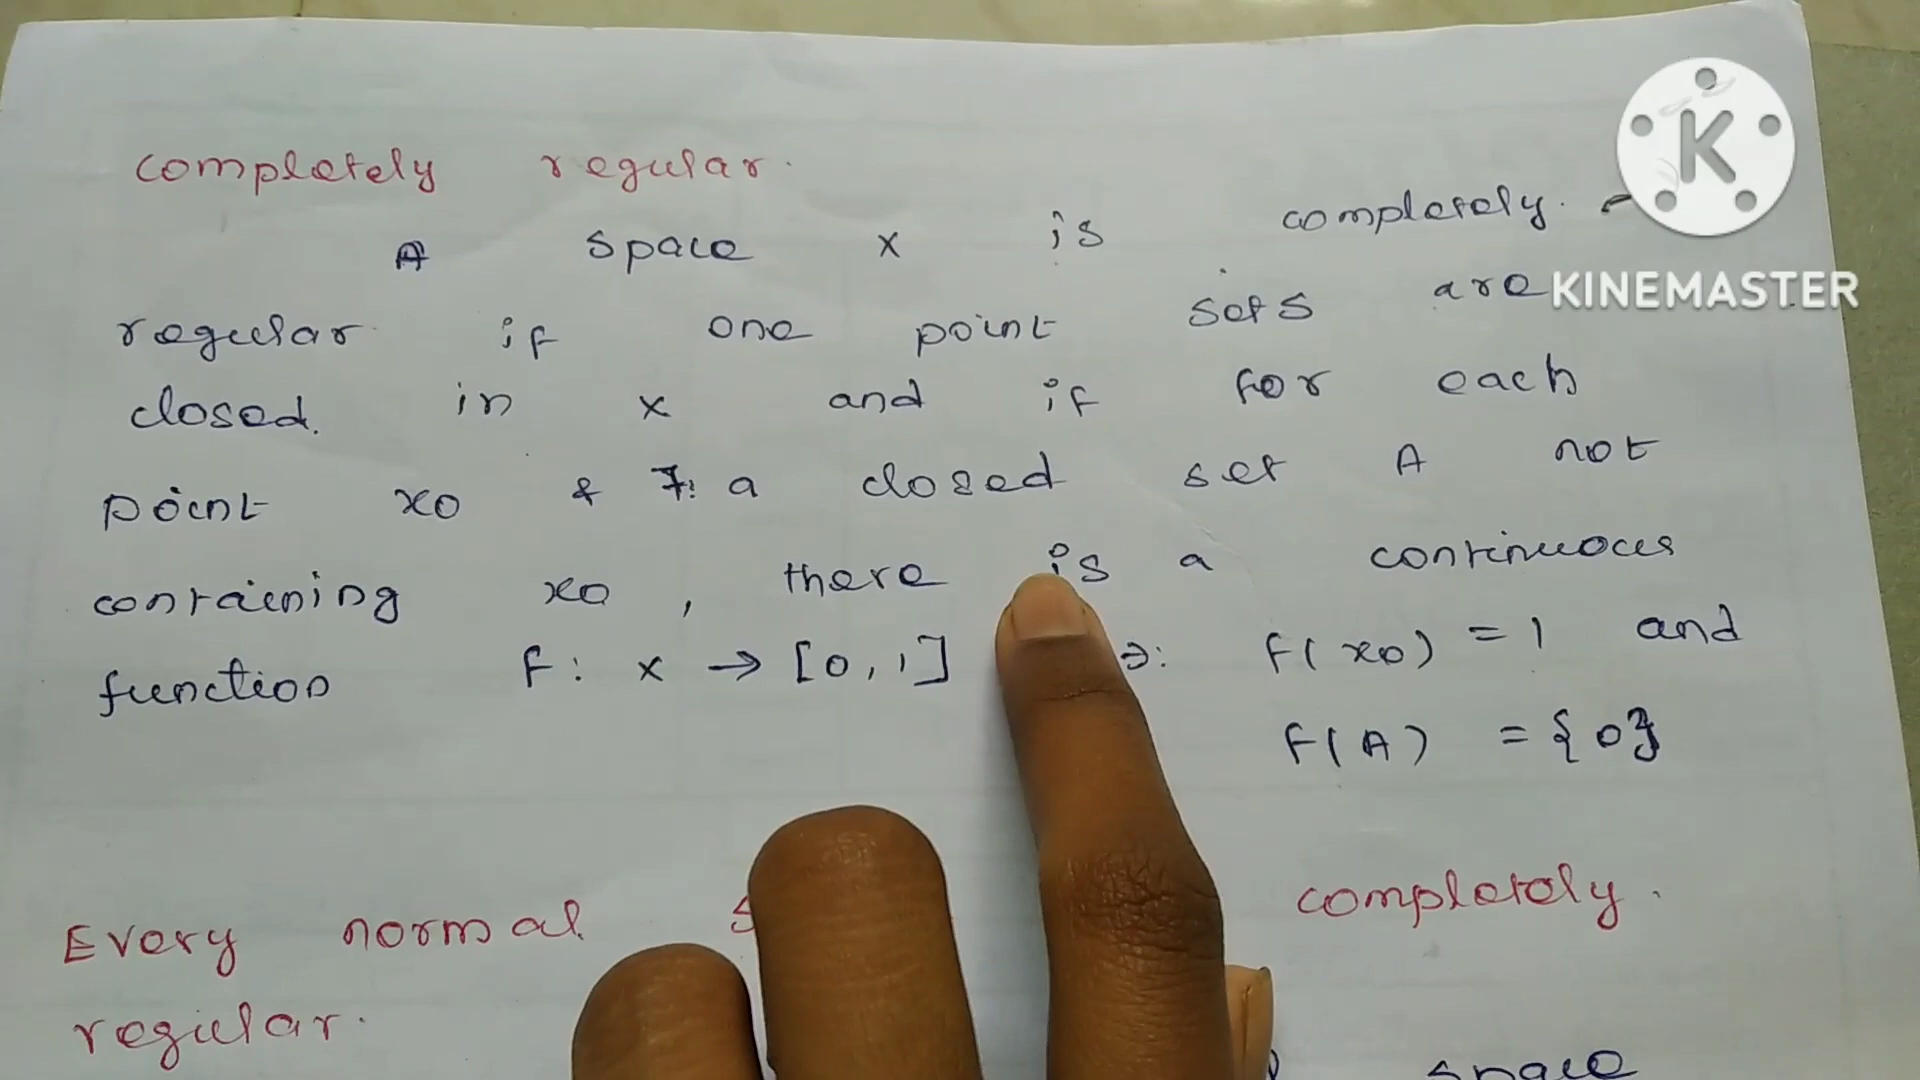 completely regular.
A space x is completely. -
regular if one point sets are
closed. in x and if for each
point x0 & a closed set A not
containing x0, there is a continuous
function F: x → [0,1] ∋: F(x0) = 1 and
F(A) = {0}
Every normal completely.
regular.
space
K
KINEMASTER